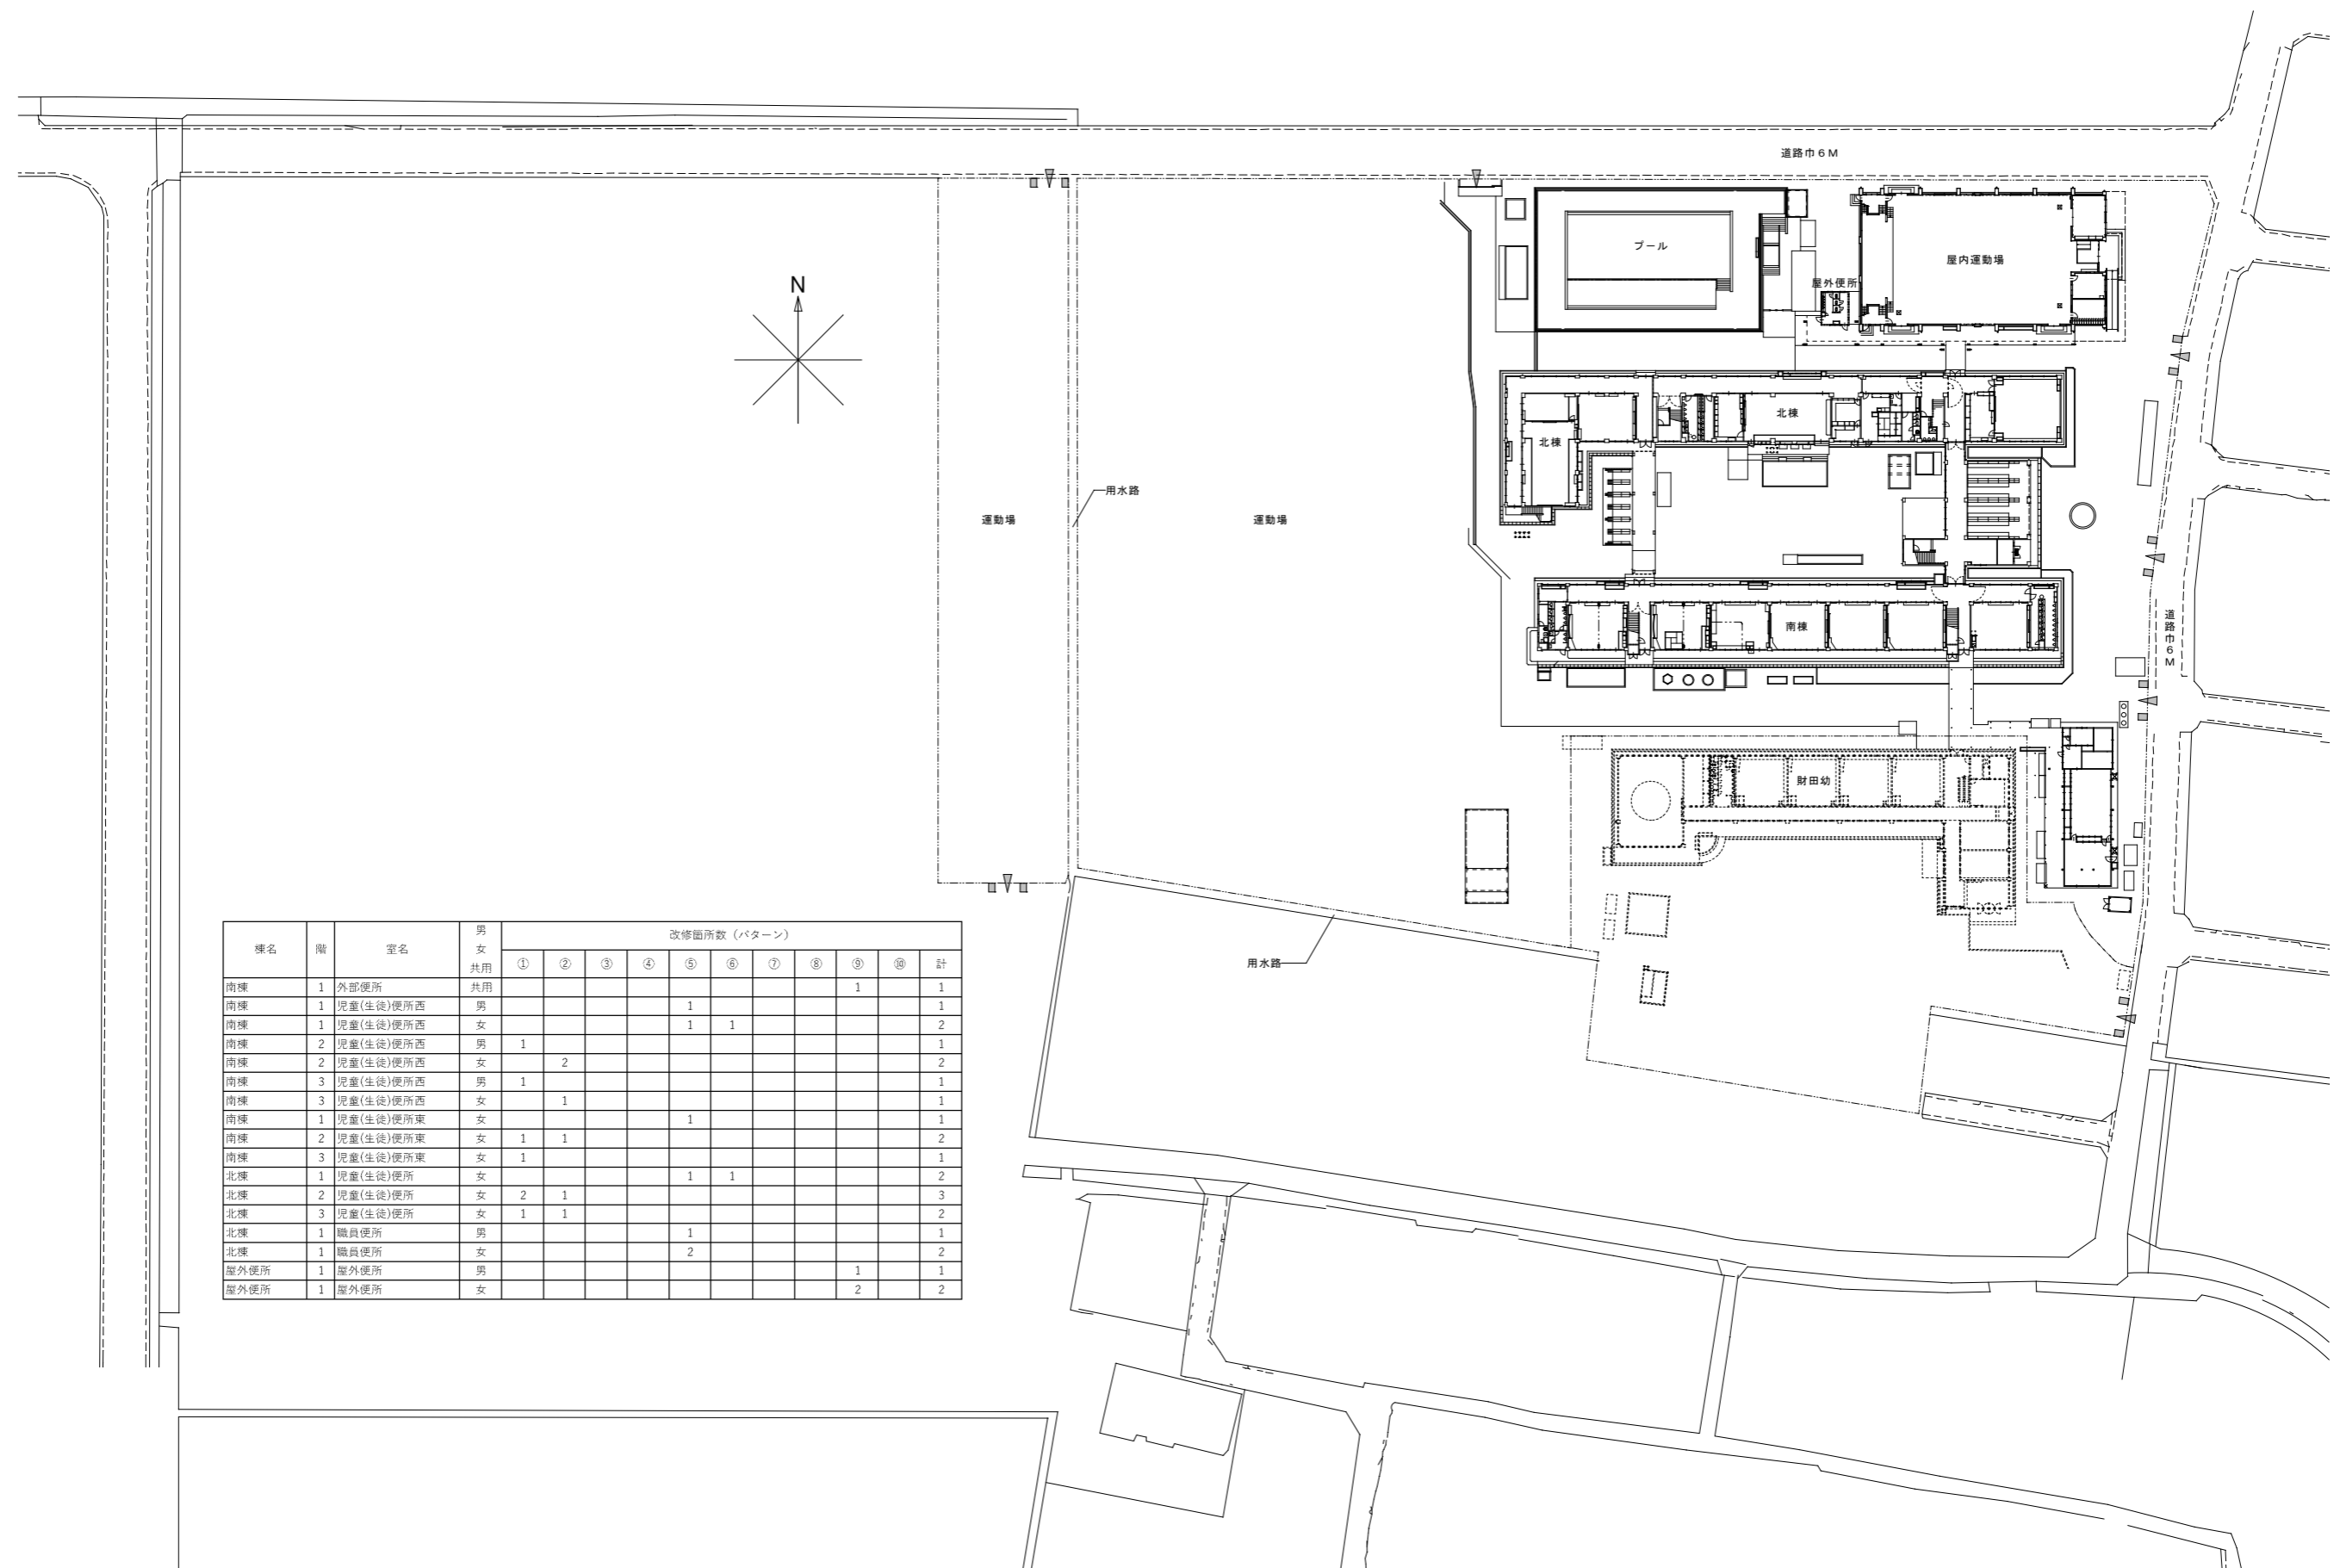 道路巾6M
N
プール
屋内運動場
屋外便所
北棟
北棟
用水路
運動場
運動場
南棟
道路巾6M
財田幼
用水路
棟名 階 室名 男女共用 改修箇所数（パターン）
① ② ③ ④ ⑤ ⑥ ⑦ ⑧ ⑨ ⑩ 計
南棟 1 外部便所 共用 1 1
南棟 1 児童(生徒)便所西 男 1 1
南棟 1 児童(生徒)便所西 女 1 1 2
南棟 2 児童(生徒)便所西 男 1 1
南棟 2 児童(生徒)便所西 女 2 2
南棟 3 児童(生徒)便所西 男 1 1
南棟 3 児童(生徒)便所西 女 1 1
南棟 1 児童(生徒)便所東 女 1 1
南棟 2 児童(生徒)便所東 女 1 1 2
南棟 3 児童(生徒)便所東 女 1 1
北棟 1 児童(生徒)便所 女 1 1 2
北棟 2 児童(生徒)便所 女 2 1 3
北棟 3 児童(生徒)便所 女 1 1 2
北棟 1 職員便所 男 1 1
北棟 1 職員便所 女 2 2
屋外便所 1 屋外便所 男 1 1
屋外便所 1 屋外便所 女 2 2